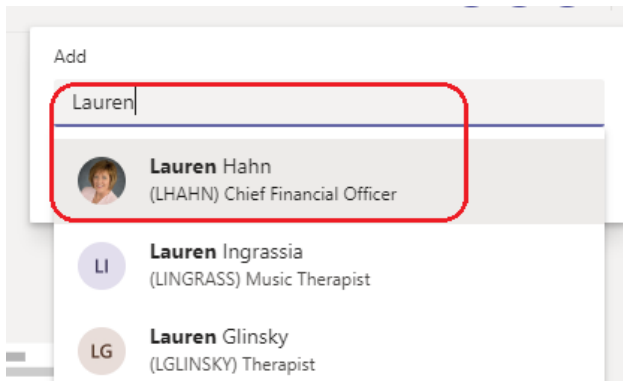 Add
Lauren
Lauren Hahn
(LHAHN) Chief Financial Officer
LI
Lauren Ingrassia
(LINGRASS) Music Therapist
LG
Lauren Glinsky
(LGLINSKY) Therapist